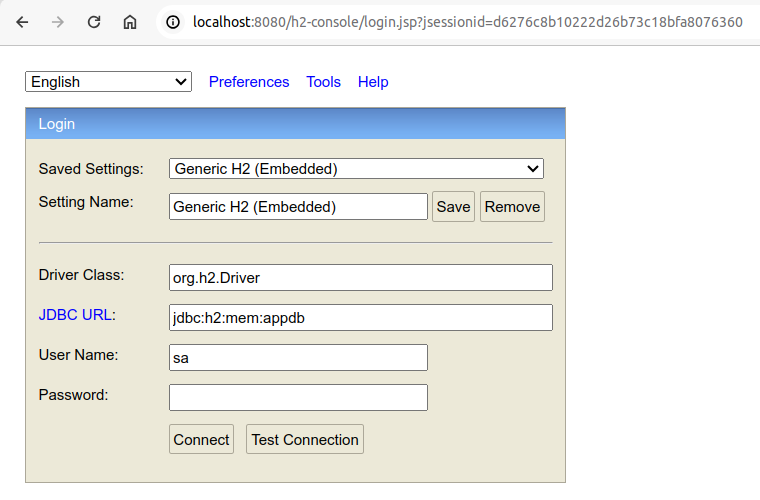 localhost:8080/h2-console/login.jsp?jsessionid=d6276c8b10222d26b73c18bfa8076360
English Preferences Tools Help
Login
Saved Settings: Generic H2 (Embedded)
Setting Name: Generic H2 (Embedded) Save Remove
Driver Class: org.h2.Driver
JDBC URL: jdbc:h2:mem:appdb
User Name: sa
Password:
Connect Test Connection